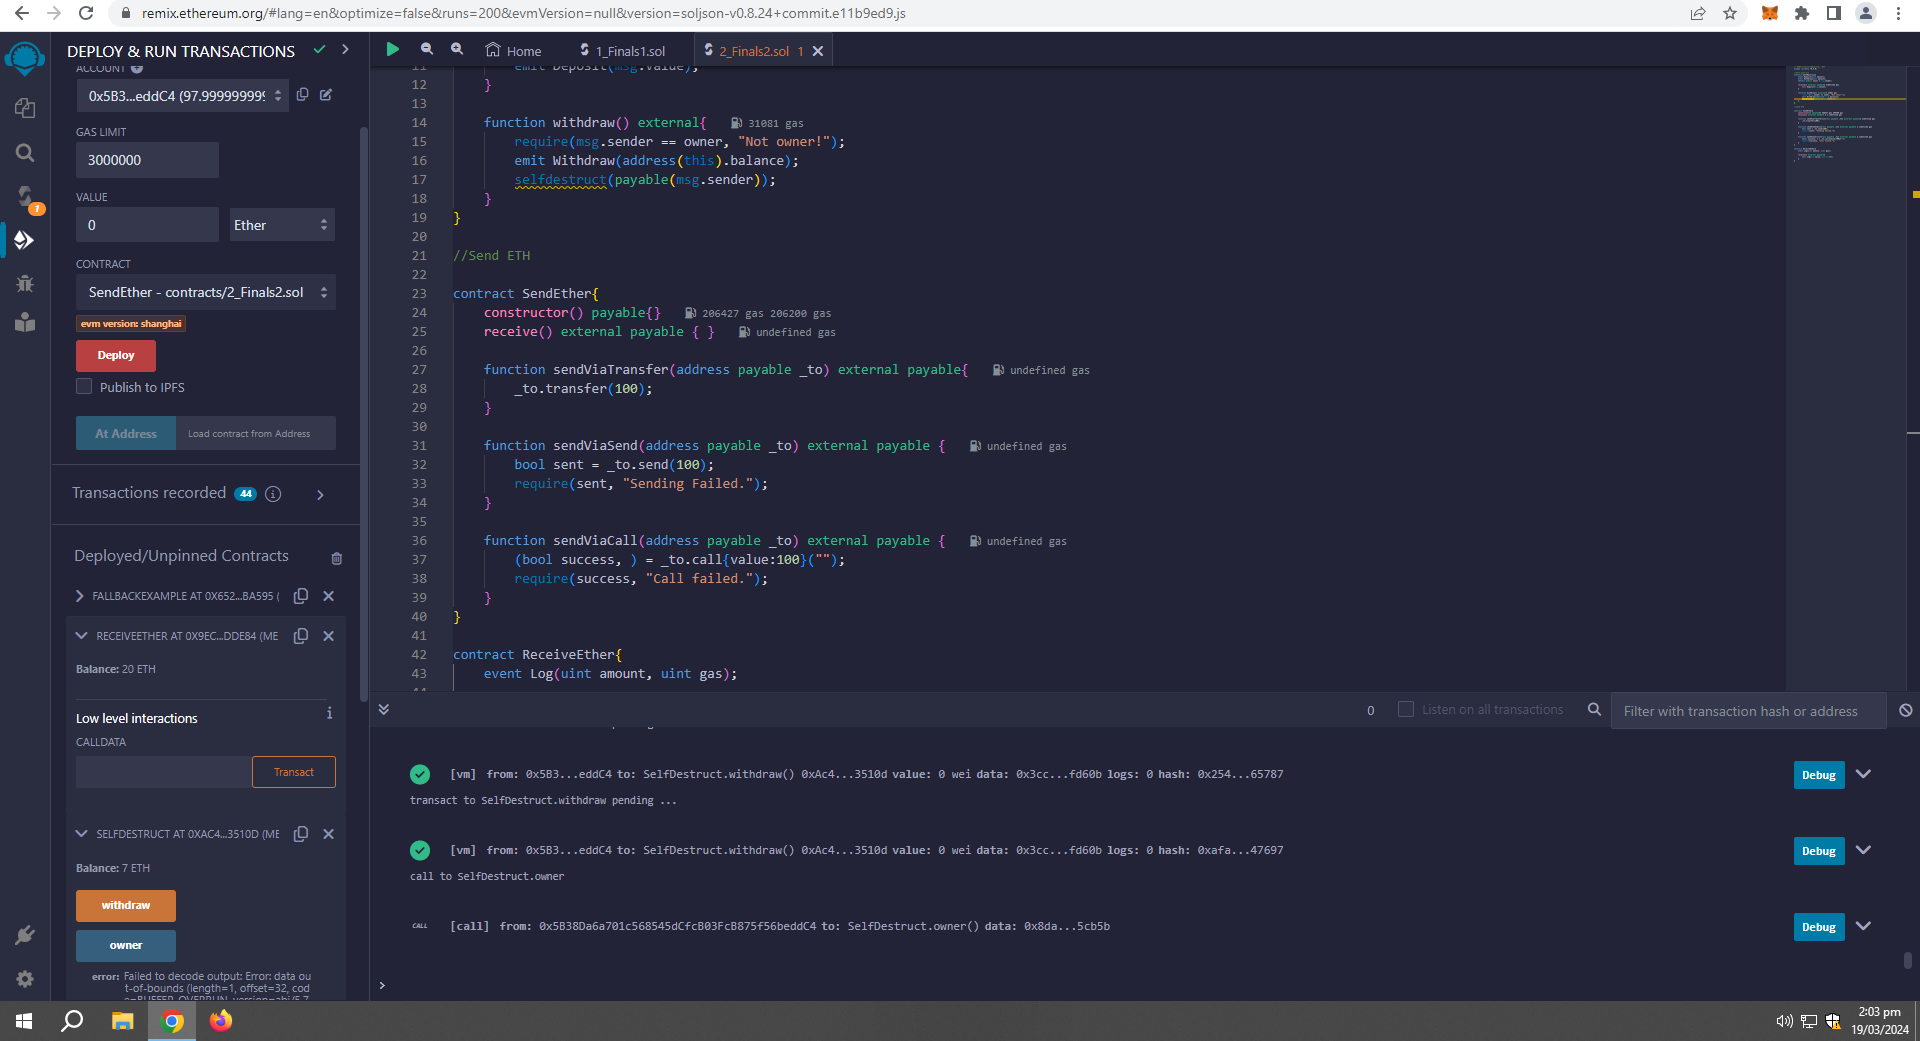 remix.ethereum.org/#lang=en&optimize=false&runs=200&evmVersion=null&version=soljson-v0.8.24+commit.e11b9ed9.js
DEPLOY & RUN TRANSACTIONS
ACCOUNT
0x5B3...eddC4 (97.9999999999
GAS LIMIT
3000000
VALUE
0
Ether
CONTRACT
SendEther - contracts/2_Finals2.sol
evm version: shanghai
Deploy
Publish to IPFS
At Address
Load contract from Address
Transactions recorded 44
Deployed/Unpinned Contracts
FALLBACKEXAMPLE AT 0X652...BA595 (
RECEIVEETHER AT 0X9EC...DDE84 (ME
Balance: 20 ETH
Low level interactions
CALLDATA
Transact
SELFDESTRUCT AT 0XAC4...3510D (ME
Balance: 7 ETH
withdraw
owner
error: Failed to decode output: Error: data ou
t-of-bounds (length=1, offset=32, cod
e=BUFFER_OVERRUN, version=abi/5.7
1
Home
1_Finals1.sol
2_Finals2.sol 1
11 emit Deposit(msg.value);
12 }
13
14 function withdraw() external{ 31081 gas
15 require(msg.sender == owner, "Not owner!");
16 emit Withdraw(address(this).balance);
17 selfdestruct(payable(msg.sender));
18 }
19 }
20
21 //Send ETH
22
23 contract SendEther{
24 constructor() payable{} 206427 gas 206200 gas
25 receive() external payable { } undefined gas
26
27 function sendViaTransfer(address payable _to) external payable{ undefined gas
28 _to.transfer(100);
29 }
30
31 function sendViaSend(address payable _to) external payable { undefined gas
32 bool sent = _to.send(100);
33 require(sent, "Sending Failed.");
34 }
35
36 function sendViaCall(address payable _to) external payable { undefined gas
37 (bool success, ) = _to.call{value:100}("");
38 require(success, "Call failed.");
39 }
40 }
41
42 contract ReceiveEther{
43 event Log(uint amount, uint gas);
44
0
Listen on all transactions
Filter with transaction hash or address
[vm] from: 0x5B3...eddC4 to: SelfDestruct.withdraw() 0xAc4...3510d value: 0 wei data: 0x3cc...fd60b logs: 0 hash: 0x254...65787
Debug
transact to SelfDestruct.withdraw pending ...
[vm] from: 0x5B3...eddC4 to: SelfDestruct.withdraw() 0xAc4...3510d value: 0 wei data: 0x3cc...fd60b logs: 0 hash: 0xafa...47697
Debug
call to SelfDestruct.owner
CALL [call] from: 0x5B38Da6a701c568545dCfcB03FcB875f56beddC4 to: SelfDestruct.owner() data: 0x8da...5cb5b
Debug
>
2:03 pm
19/03/2024